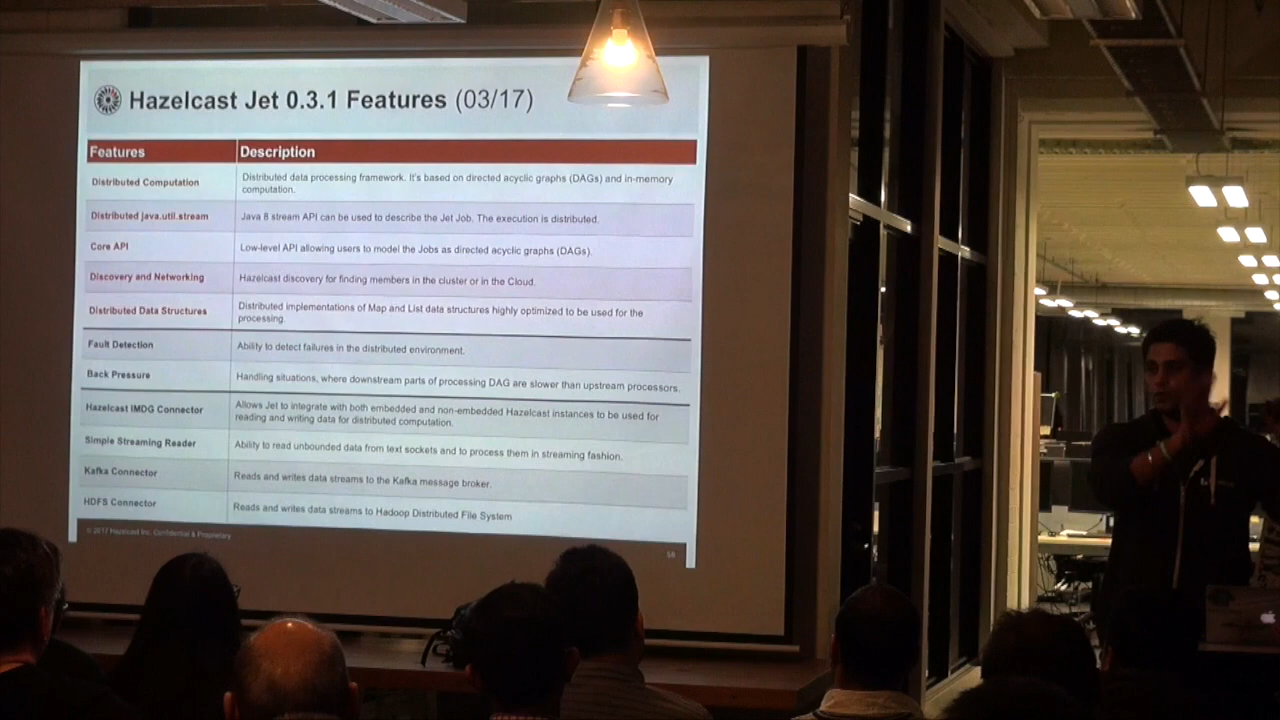 Hazelcast Jet 0.3.1 Features (03/17)
Features Description
Distributed Computation Distributed data processing framework. It's based on directed acyclic graphs (DAGs) and in-memory
computation.
Distributed java.util.stream Java 8 stream API can be used to describe the Jet Job. The execution is distributed.
Core API Low-level API allowing users to model the Jobs as directed acyclic graphs (DAGs).
Discovery and Networking Hazelcast discovery for finding members in the cluster or in the Cloud.
Distributed Data Structures Distributed implementations of Map and List data structures highly optimized to be used for the
processing.
Fault Detection Ability to detect failures in the distributed environment.
Back Pressure Handling situations, where downstream parts of processing DAG are slower than upstream processors.
Hazelcast IMDG Connector Allows Jet to integrate with both embedded and non-embedded Hazelcast instances to be used for
reading and writing data for distributed computation.
Simple Streaming Reader Ability to read unbounded data from text sockets and to process them in streaming fashion.
Kafka Connector Reads and writes data streams to the Kafka message broker.
HDFS Connector Reads and writes data streams to Hadoop Distributed File System
© 2017 Hazelcast Inc. Confidential & Proprietary
58